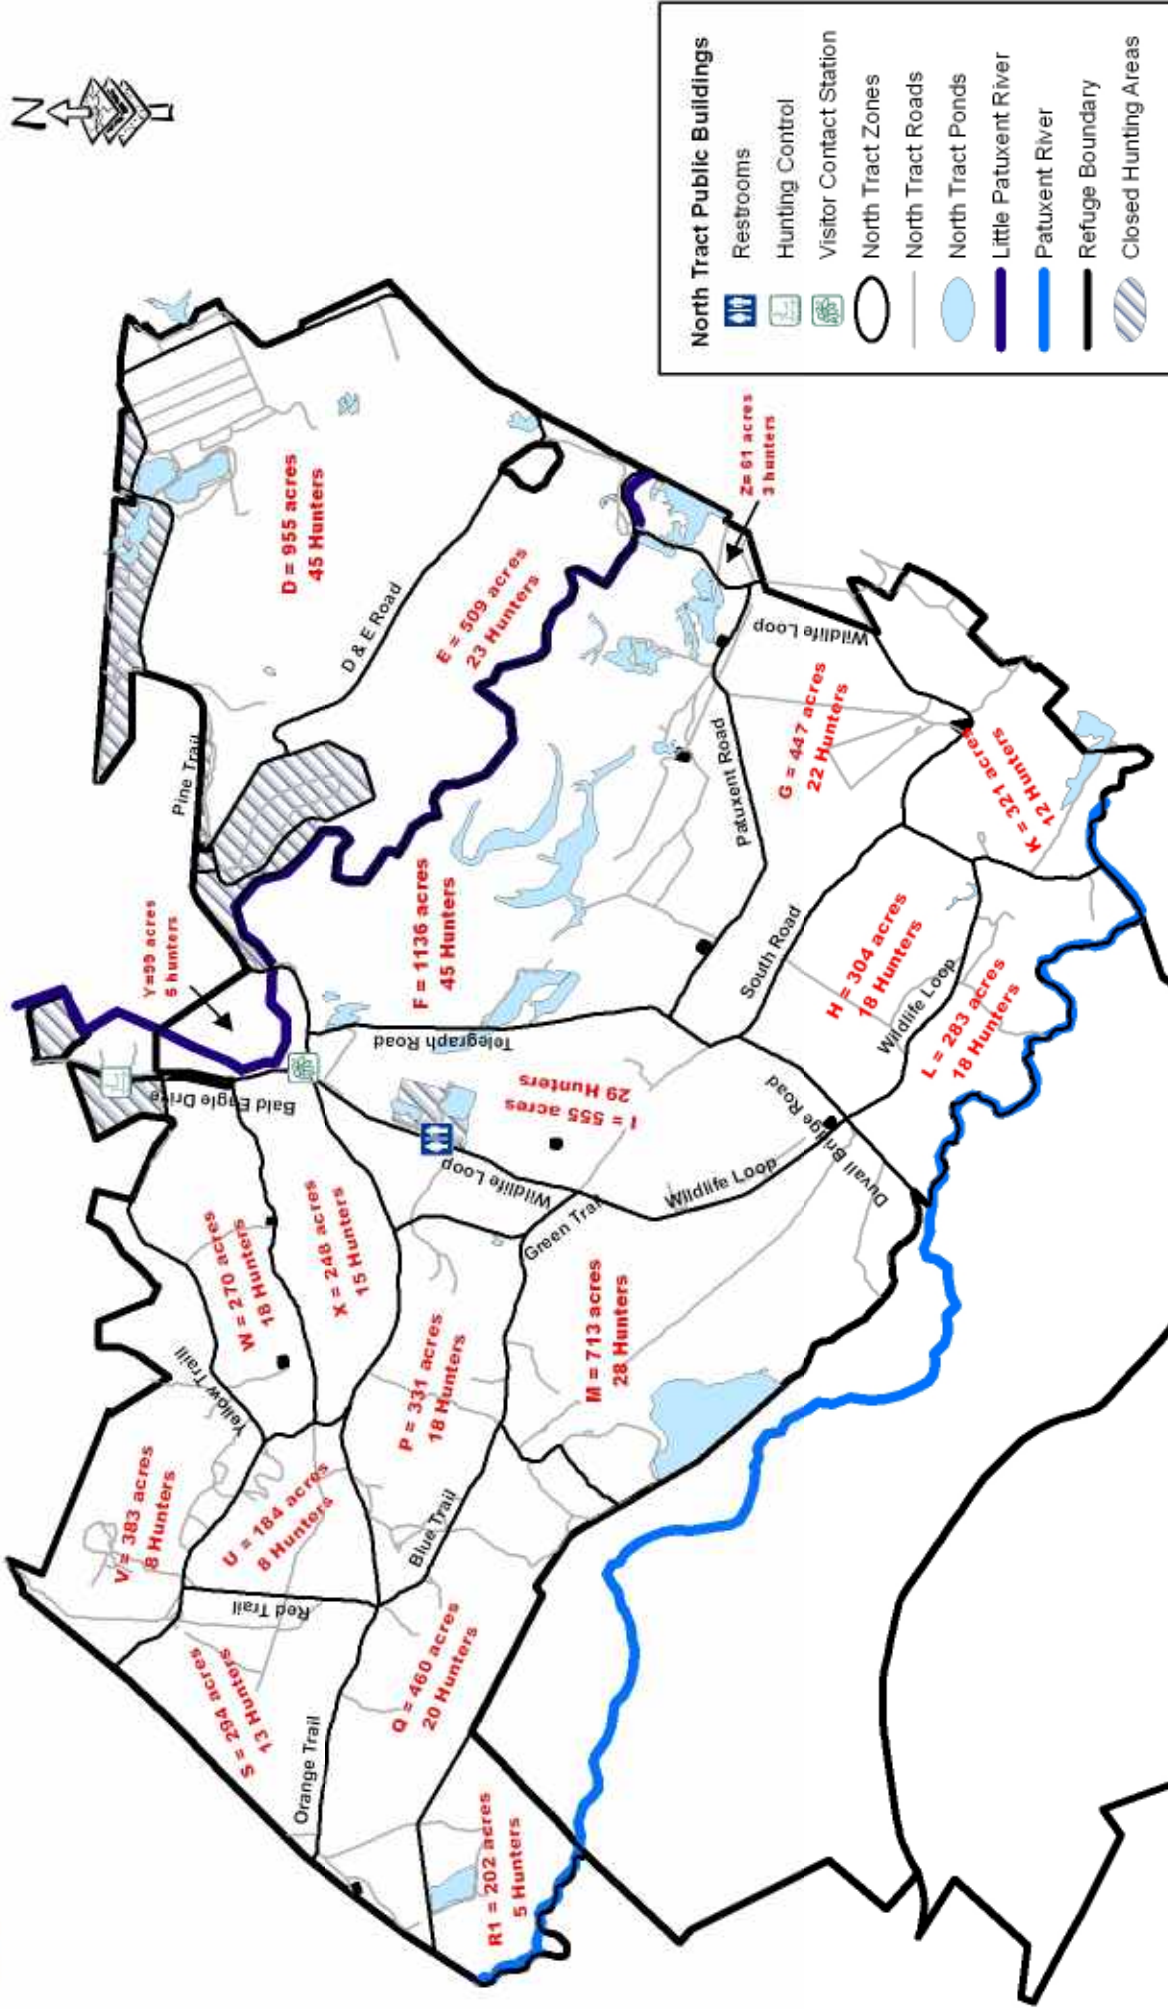 N
North Tract Public Buildings
Restrooms
Hunting Control
Visitor Contact Station
North Tract Zones
North Tract Roads
North Tract Ponds
Little Patuxent River
Patuxent River
Refuge Boundary
Closed Hunting Areas
V = 383 acres
8 Hunters
Yellow Traill
W = 270 acres
18 Hunters
Bald Eagle Drive
Y=99 acres
5 hunters
Pine Trail
D = 955 acres
45 Hunters
D & E Road
E = 509 acres
23 Hunters
S = 294 acres
13 Hunters
Red Trail
U = 184 acres
8 Hunters
X = 248 acres
15 Hunters
Orange Trail
Q = 460 acres
20 Hunters
Blue Trail
P = 331 acres
18 Hunters
Wildlife Loop
Telegraph Road
F = 1136 acres
45 Hunters
R1 = 202 acres
5 Hunters
Green Trail
M = 713 acres
28 Hunters
I = 555 acres
29 Hunters
Wildlife Loop
Duvall Bridge Road
Patuxent Road
South Road
Z= 61 acres
3 hunters
Wildlife Loop
G = 447 acres
22 Hunters
H = 304 acres
18 Hunters
Wildlife Loop
L = 283 acres
18 Hunters
K = 321 acres
12 Hunters